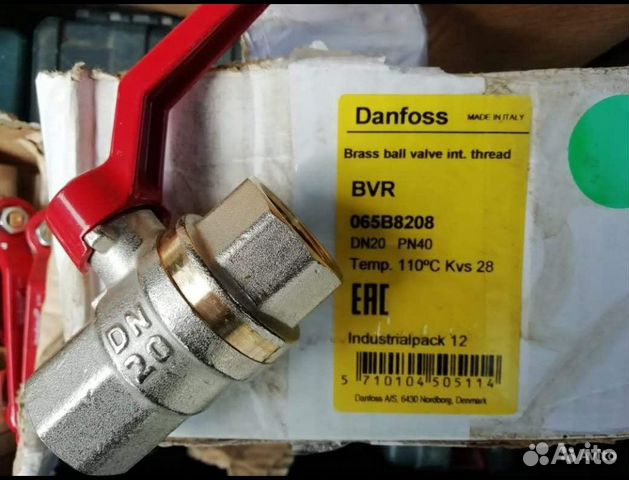 Danfoss MADE IN ITALY
Brass ball valve int. thread
BVR
065B8208
DN20 PN40
Temp. 110ºC Kvs 28
EAC
Industrialpack 12
5 710104 505114
Danfoss A/S, 6430 Nordborg, Denmark
DN
20
Avito